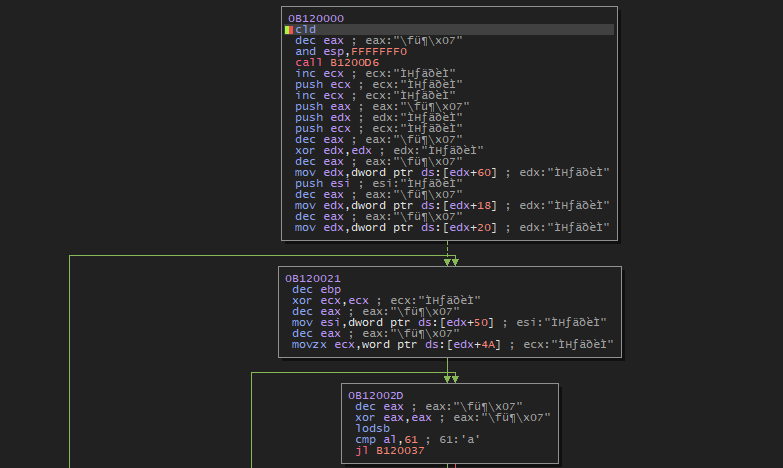 0B120000
cld
dec eax ; eax:"\fü¶\x07"
and esp,FFFFFFF0
call B1200D6
inc ecx ; ecx:"ÌHƒäðèÌ"
push ecx ; ecx:"ÌHƒäðèÌ"
inc ecx ; ecx:"ÌHƒäðèÌ"
push eax ; eax:"\fü¶\x07"
push edx ; edx:"ÌHƒäðèÌ"
push ecx ; ecx:"ÌHƒäðèÌ"
dec eax ; eax:"\fü¶\x07"
xor edx,edx ; edx:"ÌHƒäðèÌ"
dec eax ; eax:"\fü¶\x07"
mov edx,dword ptr ds:[edx+60] ; edx:"ÌHƒäðèÌ"
push esi ; esi:"ÌHƒäðèÌ"
dec eax ; eax:"\fü¶\x07"
mov edx,dword ptr ds:[edx+18] ; edx:"ÌHƒäðèÌ"
dec eax ; eax:"\fü¶\x07"
mov edx,dword ptr ds:[edx+20] ; edx:"ÌHƒäðèÌ"
0B120021
dec ebp
xor ecx,ecx ; ecx:"ÌHƒäðèÌ"
dec eax ; eax:"\fü¶\x07"
mov esi,dword ptr ds:[edx+50] ; esi:"ÌHƒäðèÌ"
dec eax ; eax:"\fü¶\x07"
movzx ecx,word ptr ds:[edx+4A] ; ecx:"ÌHƒäðèÌ"
0B12002D
dec eax ; eax:"\fü¶\x07"
xor eax,eax ; eax:"\fü¶\x07"
lodsb
cmp al,61 ; 61:'a'
jl B120037